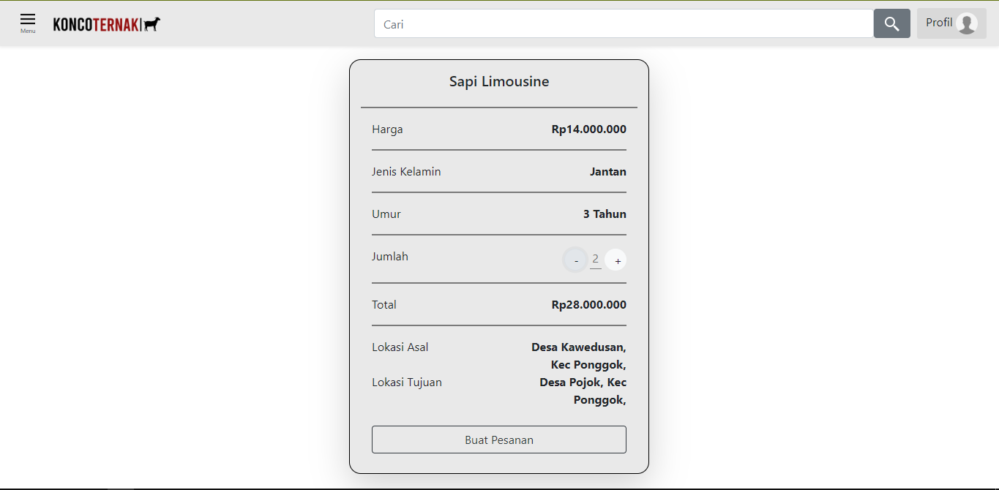 Menu
KONCOTERNAK
Cari
Profil
Sapi Limousine
Harga Rp14.000.000
Jenis Kelamin Jantan
Umur 3 Tahun
Jumlah - 2 +
Total Rp28.000.000
Lokasi Asal Desa Kawedusan,
Kec Ponggok,
Lokasi Tujuan Desa Pojok, Kec
Ponggok,
Buat Pesanan